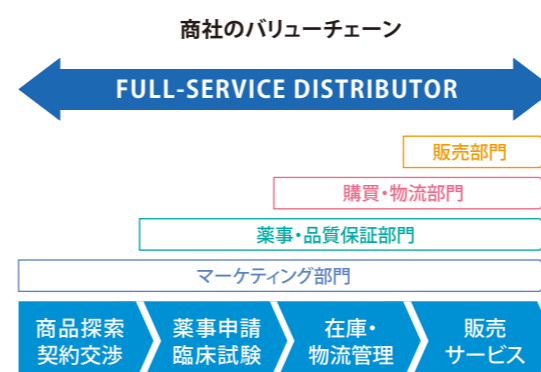 商社のバリューチェーン
FULL-SERVICE DISTRIBUTOR
販売部門
購買・物流部門
薬事・品質保証部門
マーケティング部門
商品探索
契約交渉
薬事申請
臨床試験
在庫・
物流管理
販売
サービス